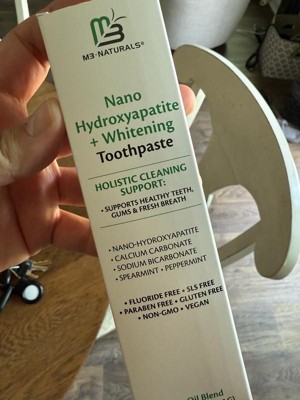 M3
M3·NATURALS®
Nano
Hydroxyapatite
+ Whitening
Toothpaste
HOLISTIC CLEANING
SUPPORT:
• SUPPORTS HEALTHY TEETH,
GUMS & FRESH BREATH
• NANO-HYDROXYAPATITE
• CALCIUM CARBONATE
• SODIUM BICARBONATE
• SPEARMINT • PEPPERMINT
• FLUORIDE FREE • SLS FREE
• PARABEN FREE • GLUTEN FREE
• NON-GMO • VEGAN
Oil Blend